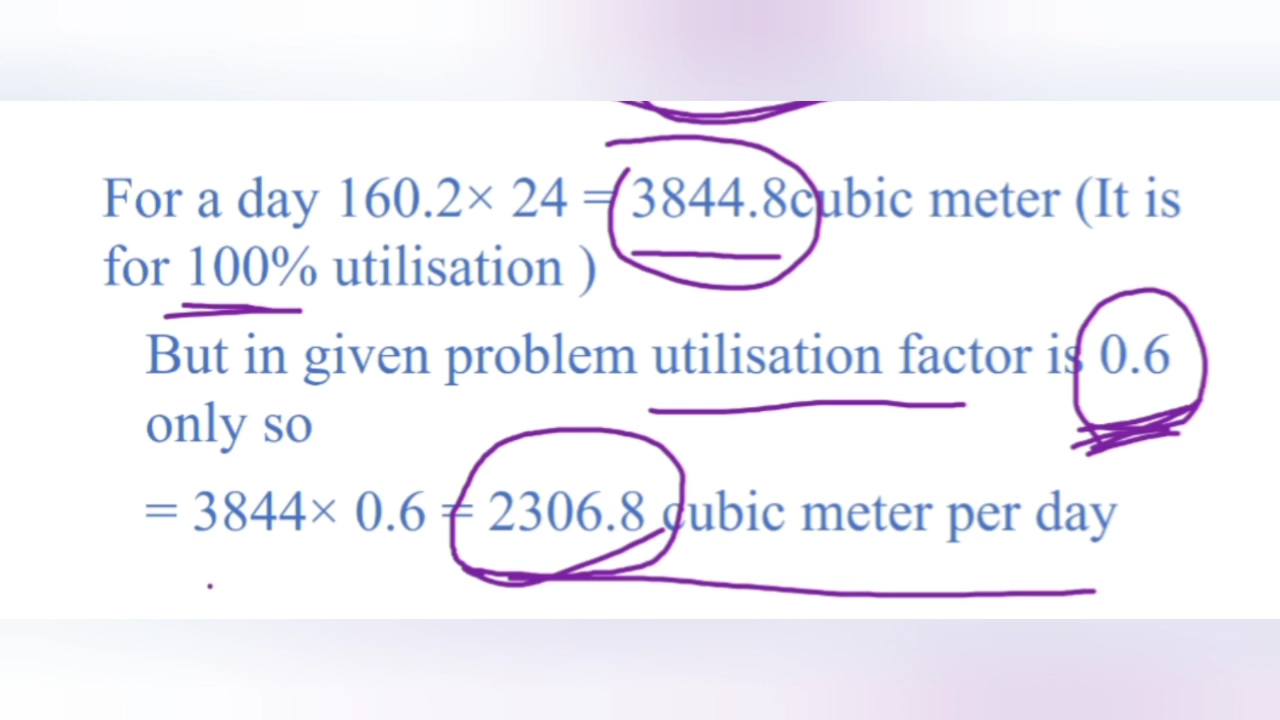 For a day 160.2× 24 = 3844.8cubic meter (It is
for 100% utilisation )
But in given problem utilisation factor is 0.6
only so
= 3844× 0.6 = 2306.8 cubic meter per day